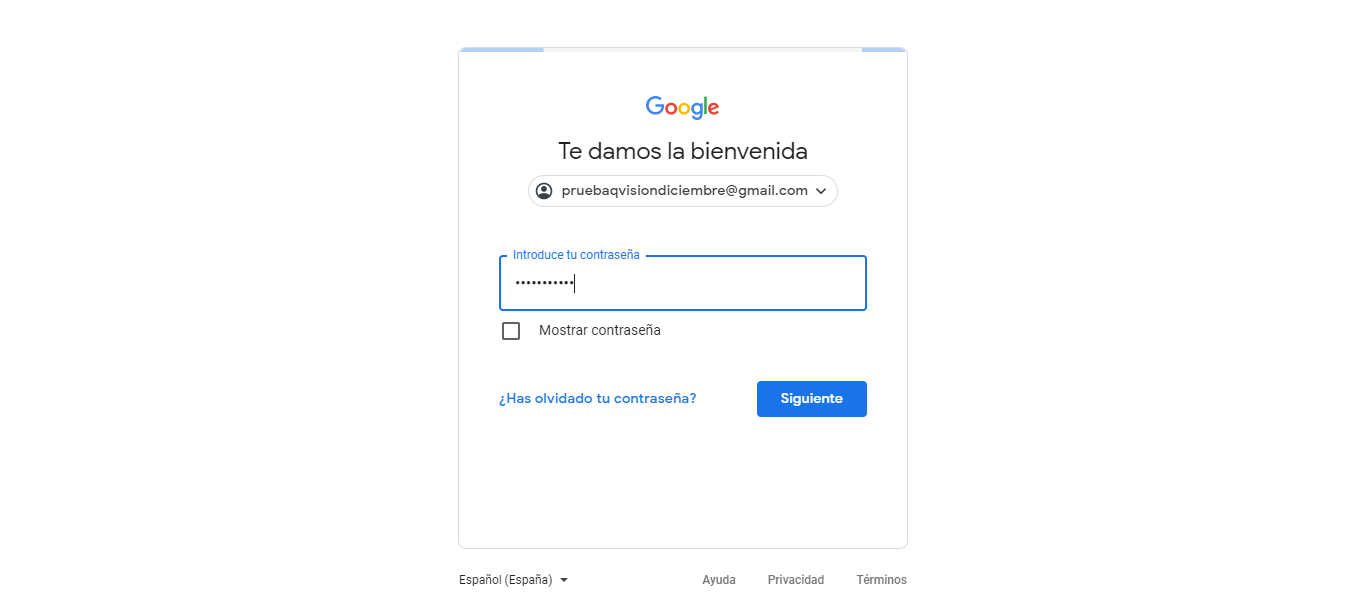 Google
Te damos la bienvenida
pruebaqvisiondiciembre@gmail.com
Introduce tu contraseña
•••••••••••
Mostrar contraseña
¿Has olvidado tu contraseña?
Siguiente
Español (España)
Ayuda
Privacidad
Términos